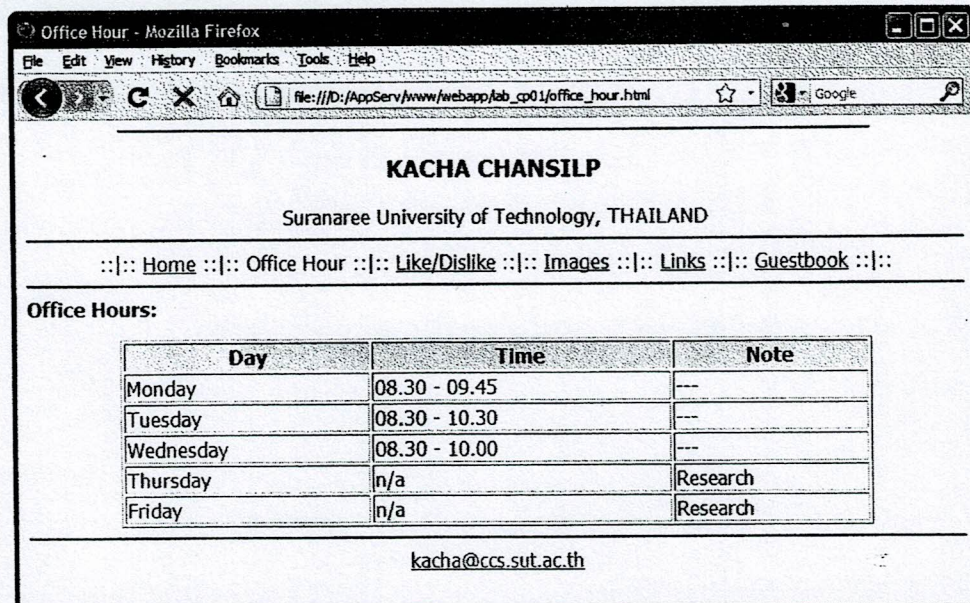 Office Hour - Mozilla Firefox
File Edit View History Bookmarks Tools Help
file:///D:/AppServ/www/webapp/lab_cp01/office_hour.html Google
KACHA CHANSILP
Suranaree University of Technology, THAILAND
::|:: Home ::|:: Office Hour ::|:: Like/Dislike ::|:: Images ::|:: Links ::|:: Guestbook ::|::
Office Hours:
Day Time Note
Monday 08.30 - 09.45 ---
Tuesday 08.30 - 10.30 ---
Wednesday 08.30 - 10.00 ---
Thursday n/a Research
Friday n/a Research
kacha@ccs.sut.ac.th